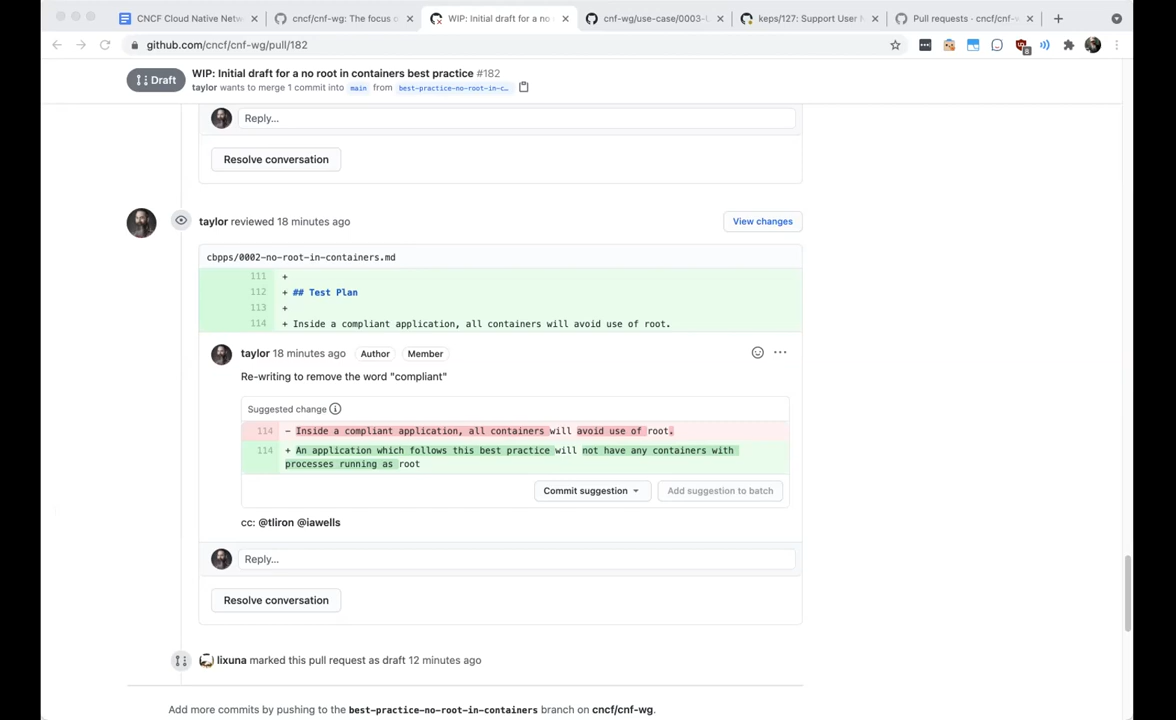 CNCF Cloud Native Netw
cncf/cnf-wg: The focus o
WIP: Initial draft for a no
cnf-wg/use-case/0003-
keps/127: Support User
Pull requests · cncf/cnf-
github.com/cncf/cnf-wg/pull/182
8
Draft
WIP: Initial draft for a no root in containers best practice #182
taylor wants to merge 1 commit into main from best-practice-no-root-in-c…
Reply...
Resolve conversation
taylor reviewed 18 minutes ago
View changes
cbpps/0002-no-root-in-containers.md
111 +
112 + ## Test Plan
113 +
114 + Inside a compliant application, all containers will avoid use of root.
taylor 18 minutes ago Author Member
Re-writing to remove the word "compliant"
Suggested change
114 - Inside a compliant application, all containers will avoid use of root.
114 + An application which follows this best practice will not have any containers with
processes running as root
Commit suggestion
Add suggestion to batch
cc: @tliron @iawells
Reply...
Resolve conversation
lixuna marked this pull request as draft 12 minutes ago
Add more commits by pushing to the best-practice-no-root-in-containers branch on cncf/cnf-wg.